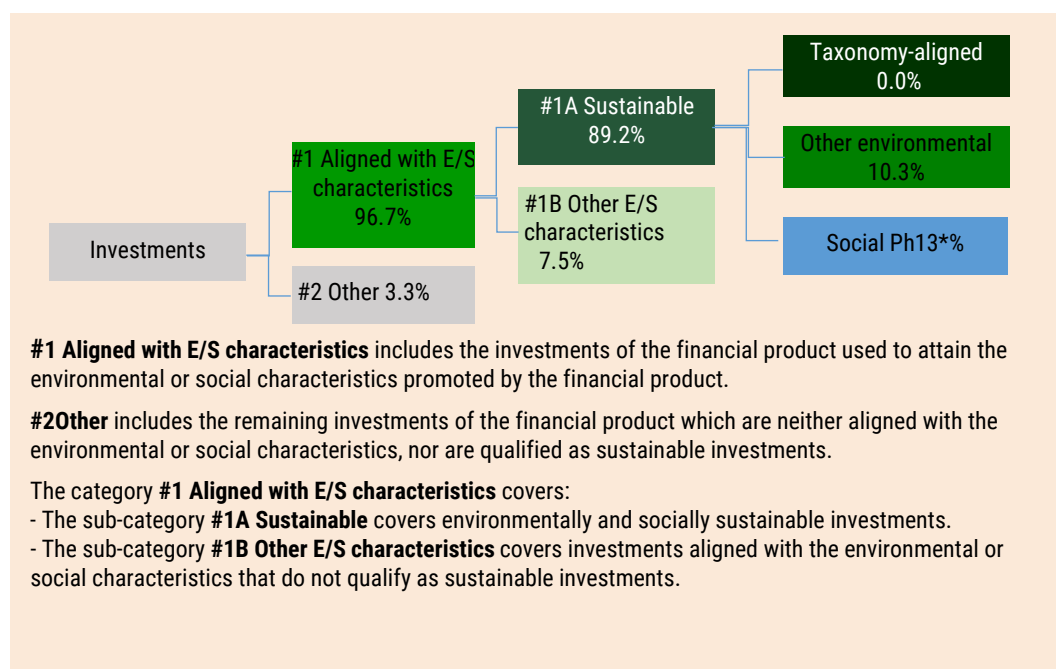 Taxonomy-aligned
0.0%
#1A Sustainable
89.2%
Other environmental
10.3%
#1 Aligned with E/S
characteristics
96.7%
#1B Other E/S
characteristics
7.5%
Social Ph13*%
Investments
#2 Other 3.3%
#1 Aligned with E/S characteristics includes the investments of the financial product used to attain the
environmental or social characteristics promoted by the financial product.
#2Other includes the remaining investments of the financial product which are neither aligned with the
environmental or social characteristics, nor are qualified as sustainable investments.
The category #1 Aligned with E/S characteristics covers:
- The sub-category #1A Sustainable covers environmentally and socially sustainable investments.
- The sub-category #1B Other E/S characteristics covers investments aligned with the environmental or
social characteristics that do not qualify as sustainable investments.